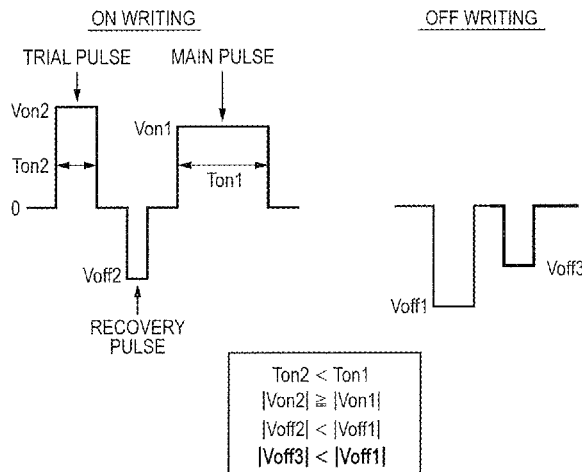 ON WRITING
OFF WRITING
TRIAL PULSE
MAIN PULSE
Von2
Von1
Ton2
Ton1
0
Voff2
Voff3
Voff1
RECOVERY
PULSE
Ton2 < Ton1
|Von2| ≧ |Von1|
|Voff2| < |Voff1|
|Voff3| < |Voff1|